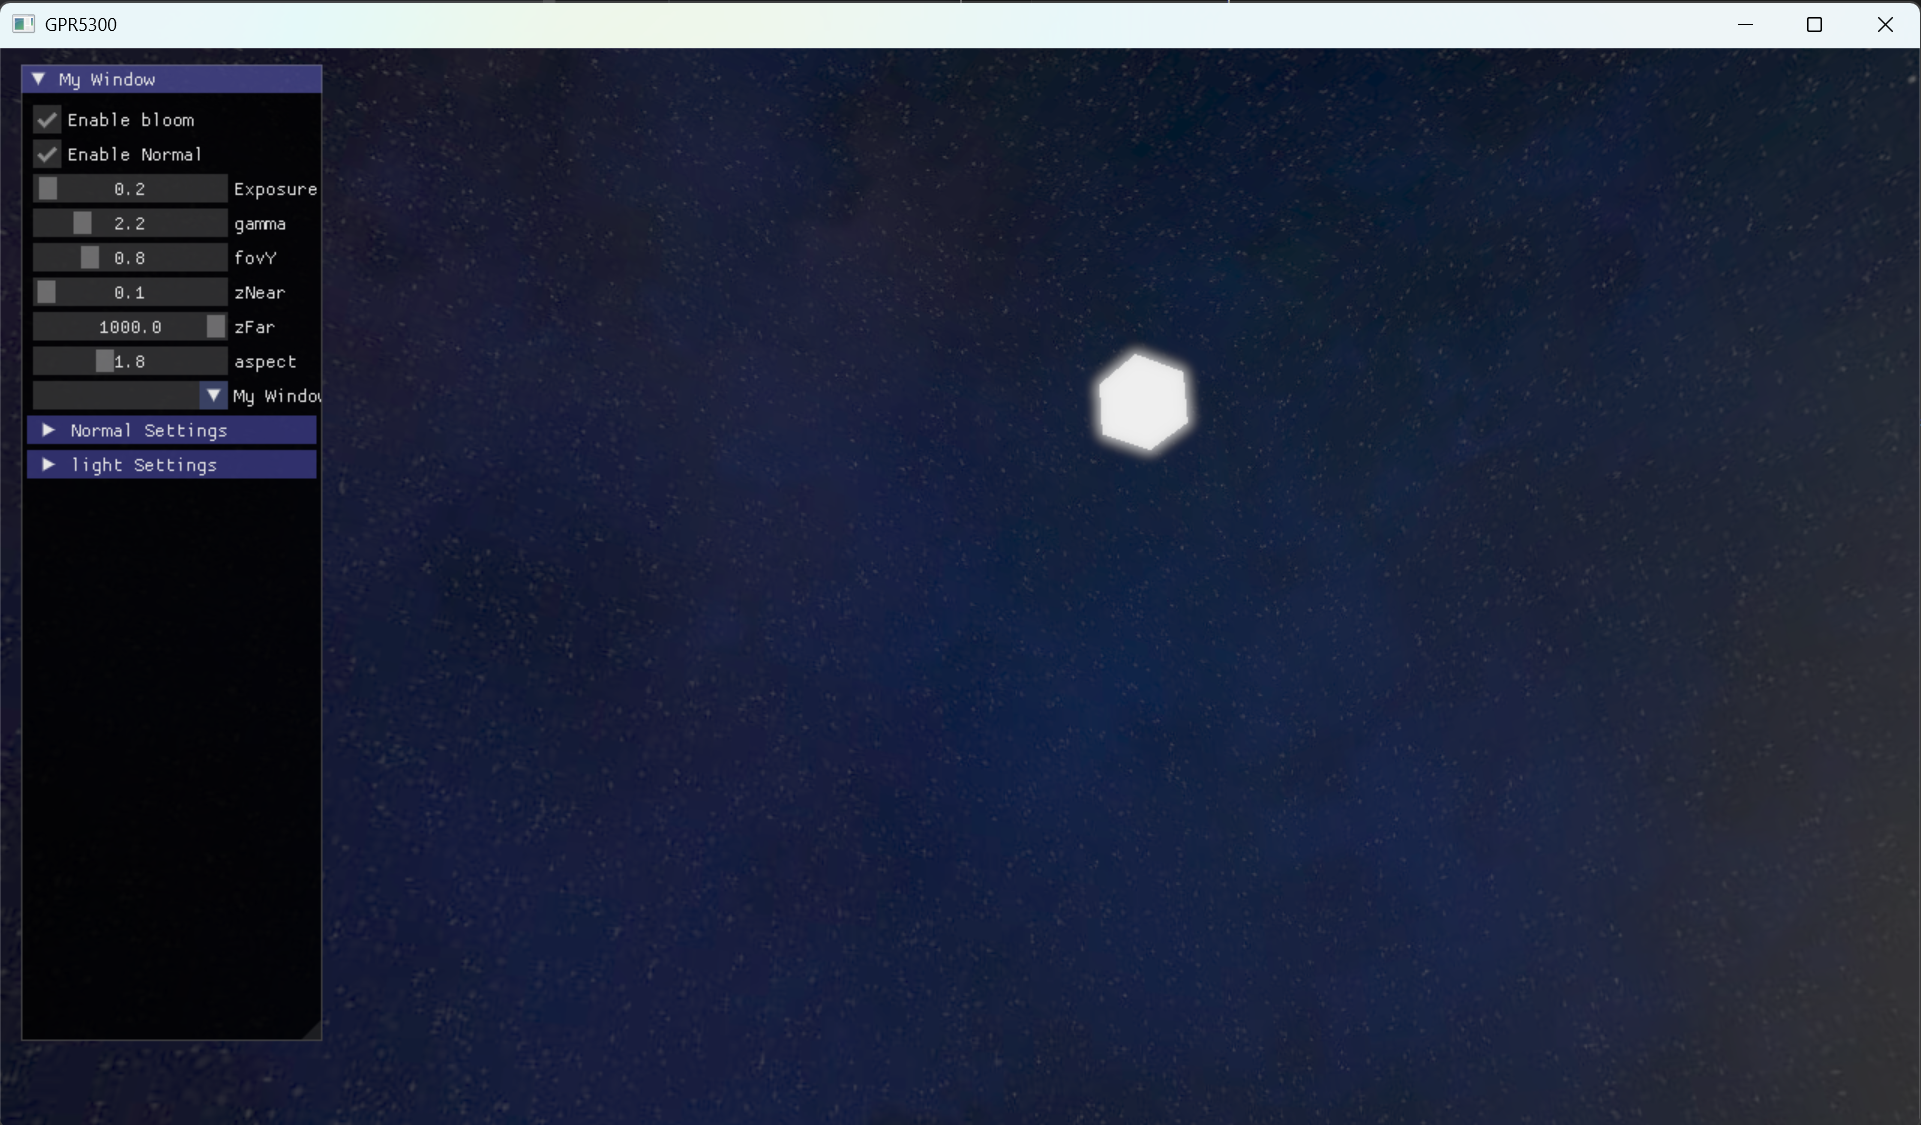 GPR5300
My Window
Enable bloom
Enable Normal
0.2 Exposure
2.2 gamma
0.8 fovY
0.1 zNear
1000.0 zFar
1.8 aspect
My Window
Normal Settings
light Settings